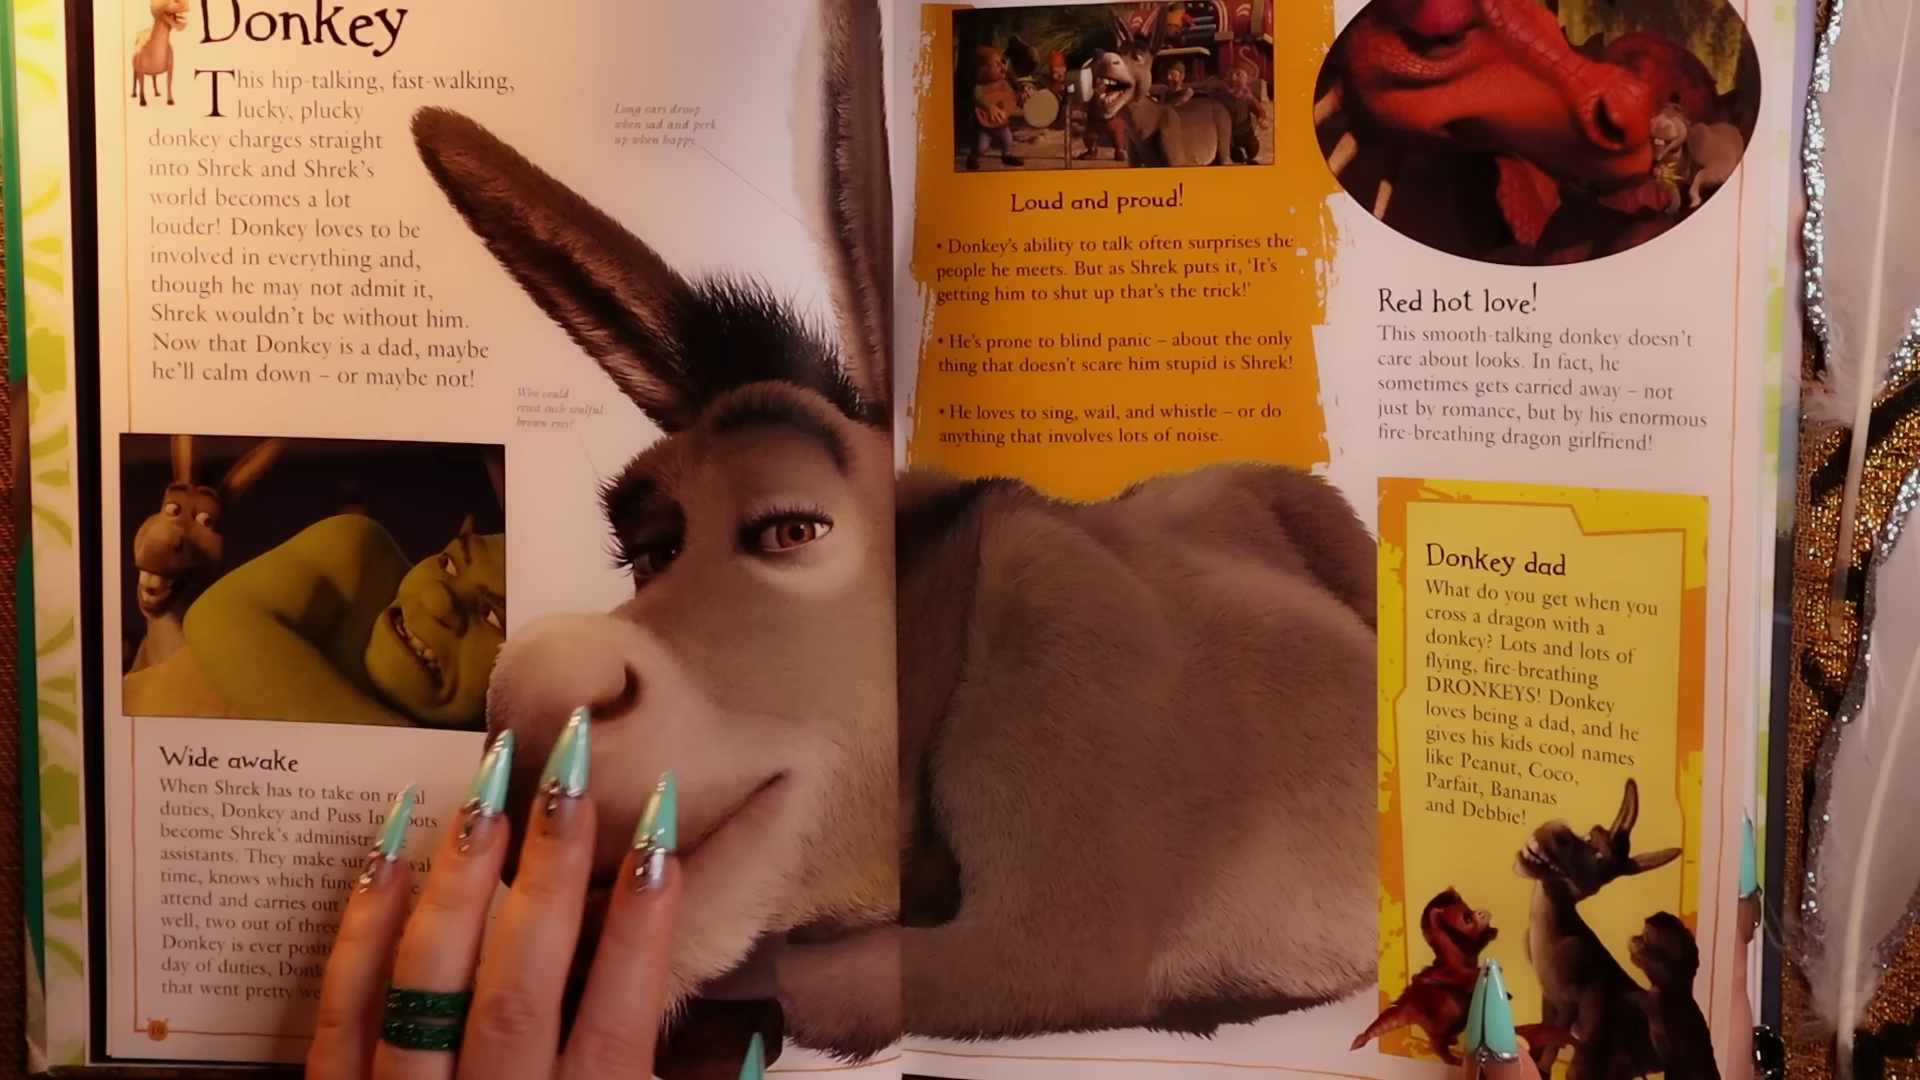 Donkey
This hip-talking, fast-walking,
lucky, plucky
donkey charges straight
into Shrek and Shrek's
world becomes a lot
louder! Donkey loves to be
involved in everything and,
though he may not admit it,
Shrek wouldn't be without him.
Now that Donkey is a dad, maybe
he'll calm down – or maybe not!
Long ears droop
when sad and perk
up when happy
Who could
resist such soulful
brown eyes?
Wide awake
When Shrek has to take on
duties, Donkey and Puss In
become Shrek's
assistants. They make
time, knows which
attend and carries out
well, two out of three
Donkey is ever
day of duties,
that went pretty
10
Loud and proud!
• Donkey's ability to talk often surprises the
people he meets. But as Shrek puts it, 'It's
getting him to shut up that's the trick!'
• He's prone to blind panic – about the only
thing that doesn't scare him stupid is Shrek!
• He loves to sing, wail, and whistle – or do
anything that involves lots of noise.
Red hot love!
This smooth-talking donkey doesn't
care about looks. In fact, he
sometimes gets carried away – not
just by romance, but by his enormous
fire-breathing dragon girlfriend!
Donkey dad
What do you get when you
cross a dragon with a
donkey? Lots and lots of
flying, fire-breathing
DRONKEYS! Donkey
loves being a dad, and he
gives his kids cool names
like Peanut, Coco,
Parfait, Bananas
and Debbie!